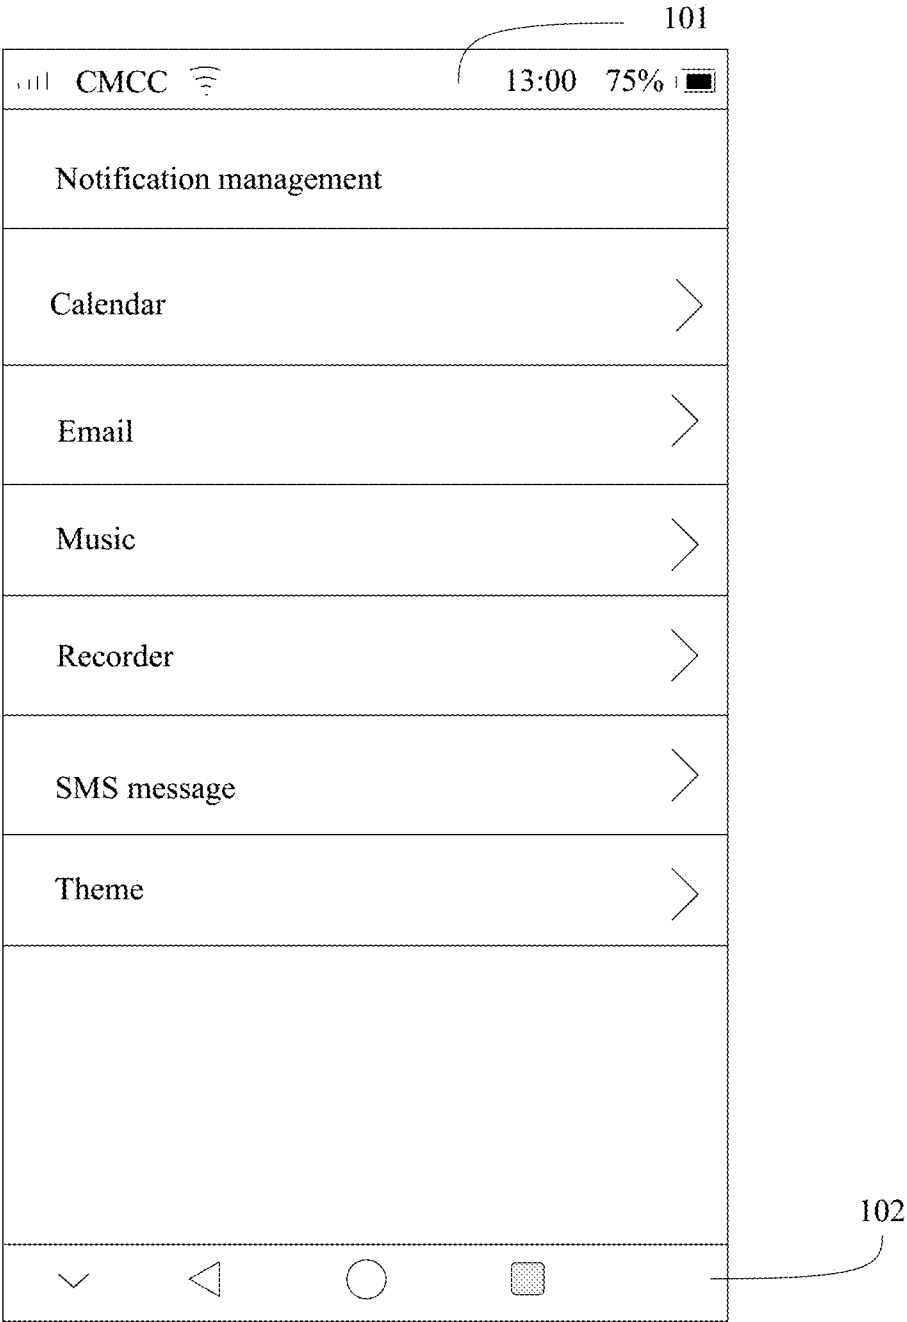 101
CMCC 13:00 75%
Notification management
Calendar
Email
Music
Recorder
SMS message
Theme
102